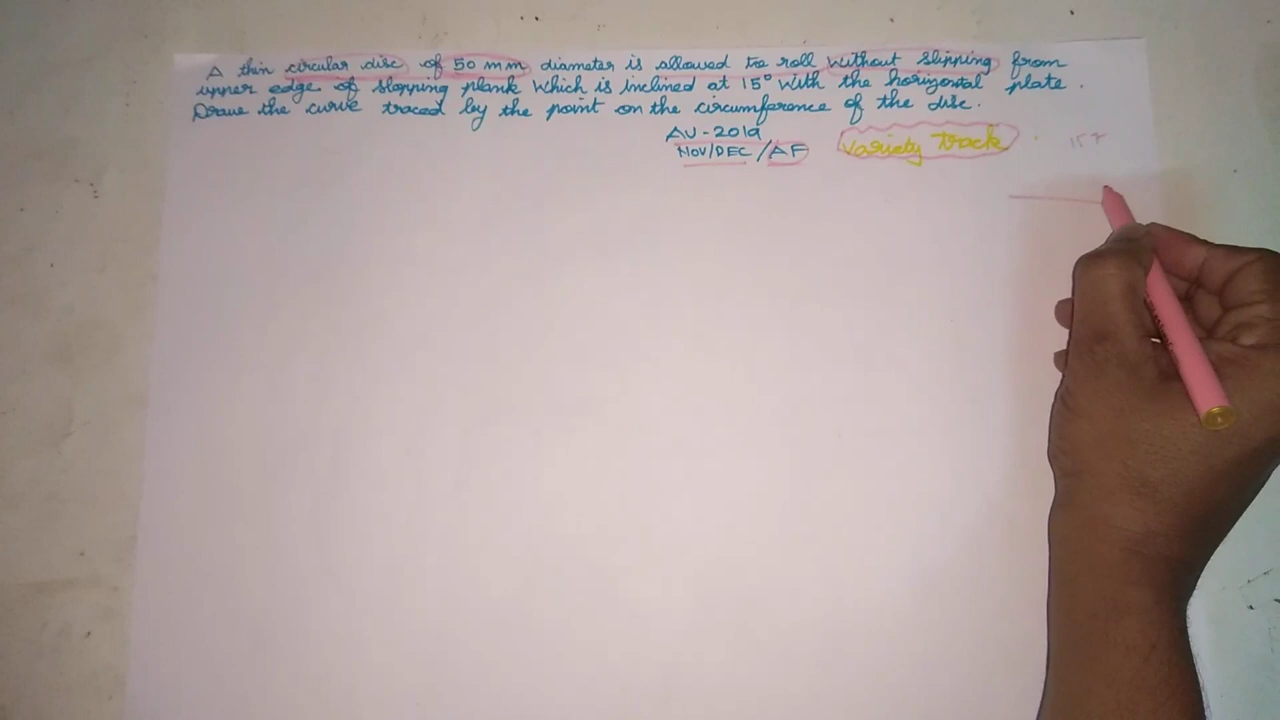 A thin circular disc of 50 mm diameter is allowed to roll without slipping from
upper edge of slopping plank which is inclined at 15° with the horizontal plate.
Draw the curve traced by the point on the circumference of the disc.
AU-2019
NOV/DEC /AF
Variety track
157